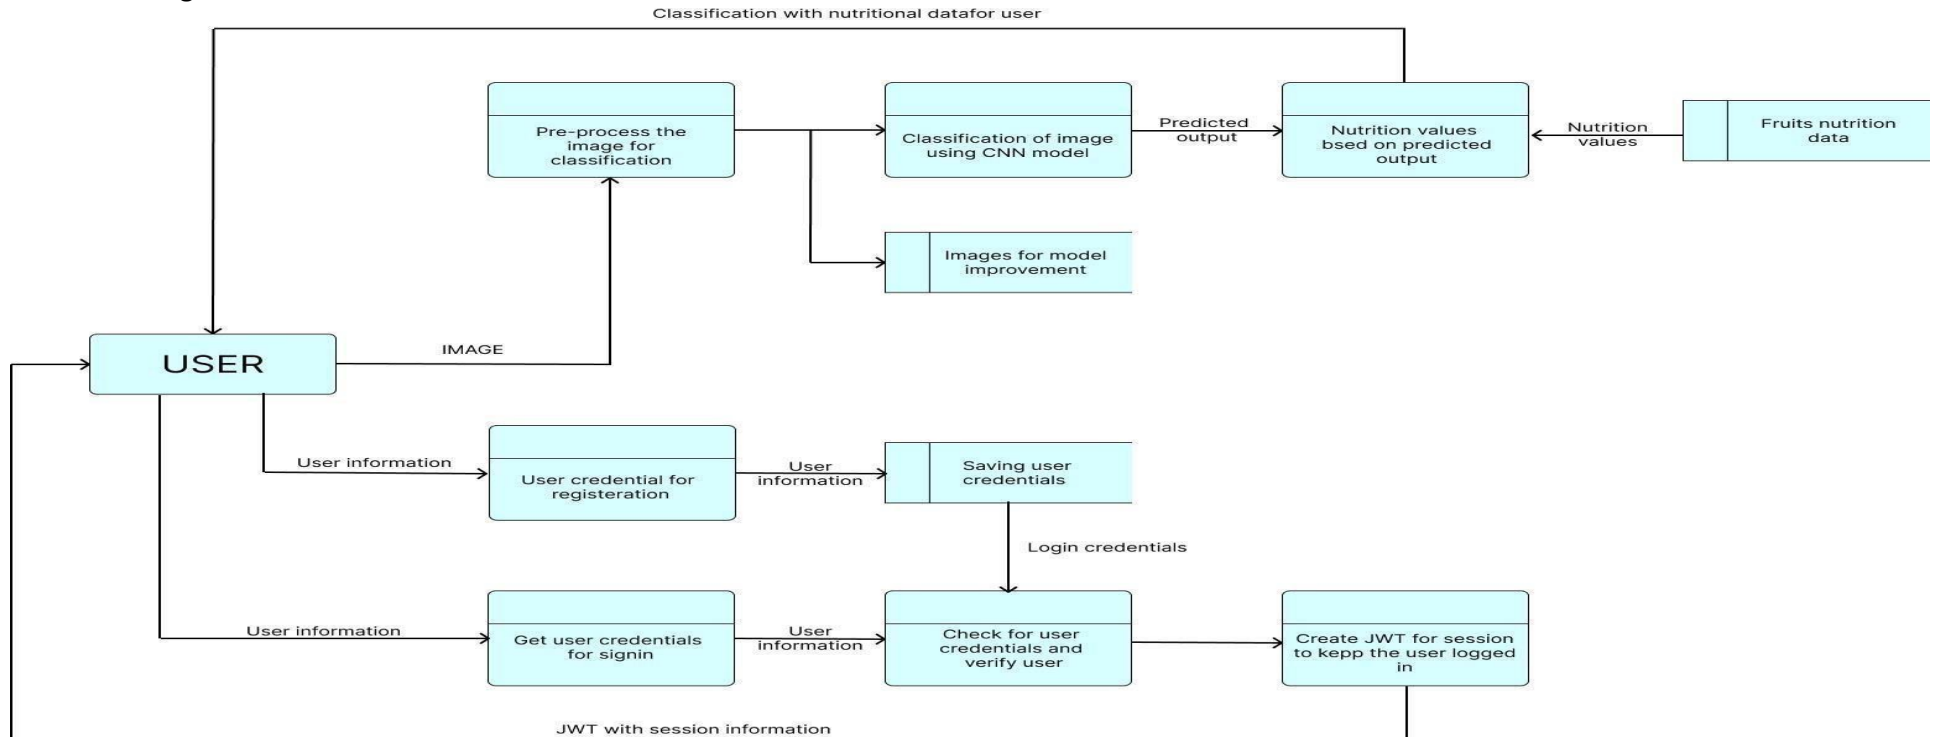 Classification with nutritional datafor user
Pre-process the
image for
classification
Classification of image
using CNN model
Predicted
output
Nutrition values
bsed on predicted
output
Nutrition
values
Fruits nutrition
data
Images for model
improvement
USER
IMAGE
User information
User credential for
registeration
User
information
Saving user
credentials
Login credentials
User information
Get user credentials
for signin
User
information
Check for user
credentials and
verify user
Create JWT for session
to kepp the user logged
in
JWT with session information